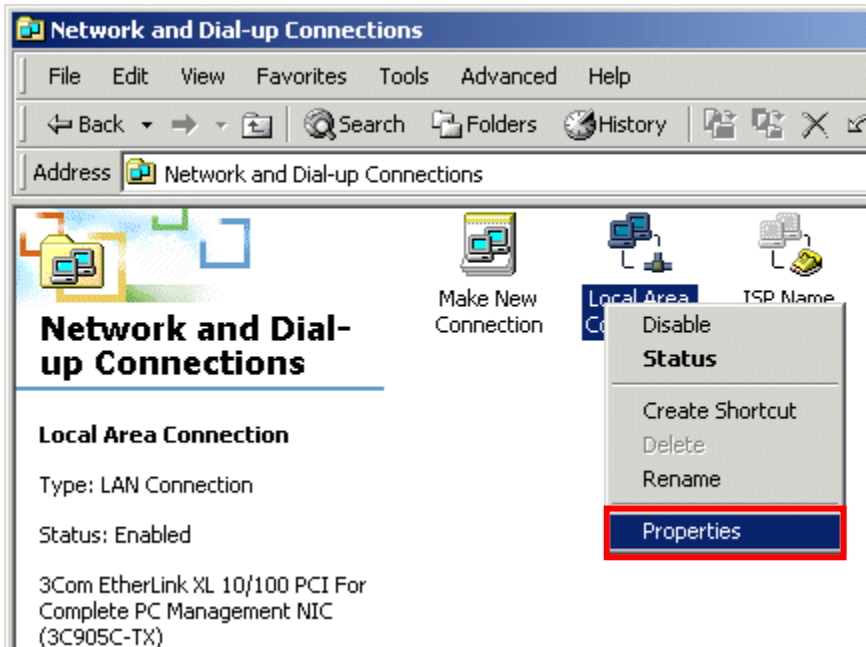 Network and Dial-up Connections
File Edit View Favorites Tools Advanced Help
Back Search Folders History
Address Network and Dial-up Connections
Make New
Connection
Local Area
ISP Name
Network and Dial-
up Connections
Local Area Connection
Type: LAN Connection
Status: Enabled
3Com EtherLink XL 10/100 PCI For
Complete PC Management NIC
(3C905C-TX)
Disable
Status
Create Shortcut
Delete
Rename
Properties